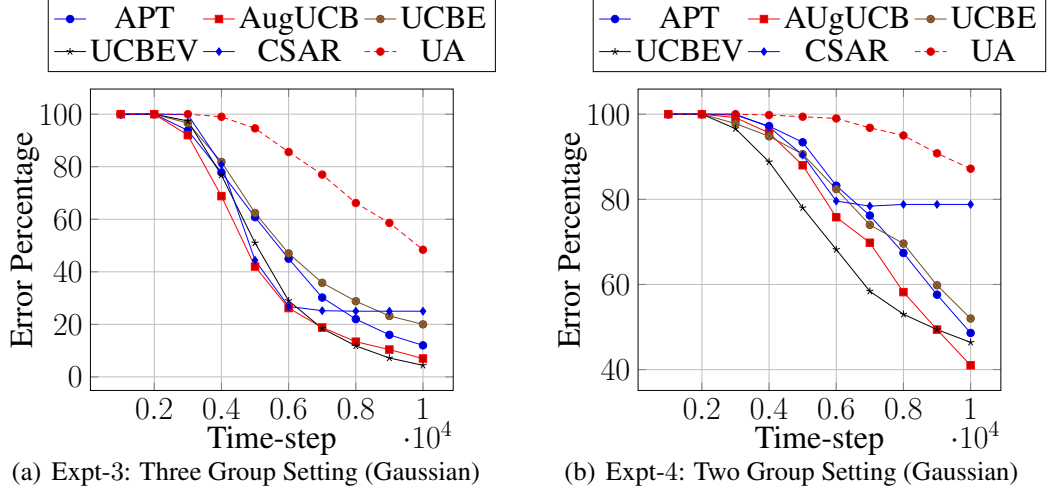 APT AugUCB UCBE
UCBEV CSAR UA
100
80
60
40
20
0
Error Percentage
0.2 0.4 0.6 0.8 1
·10^4
Time-step
(a) Expt-3: Three Group Setting (Gaussian)
APT AUgUCB UCBE
UCBEV CSAR UA
100
80
60
40
Error Percentage
0.2 0.4 0.6 0.8 1
·10^4
Time-step
(b) Expt-4: Two Group Setting (Gaussian)